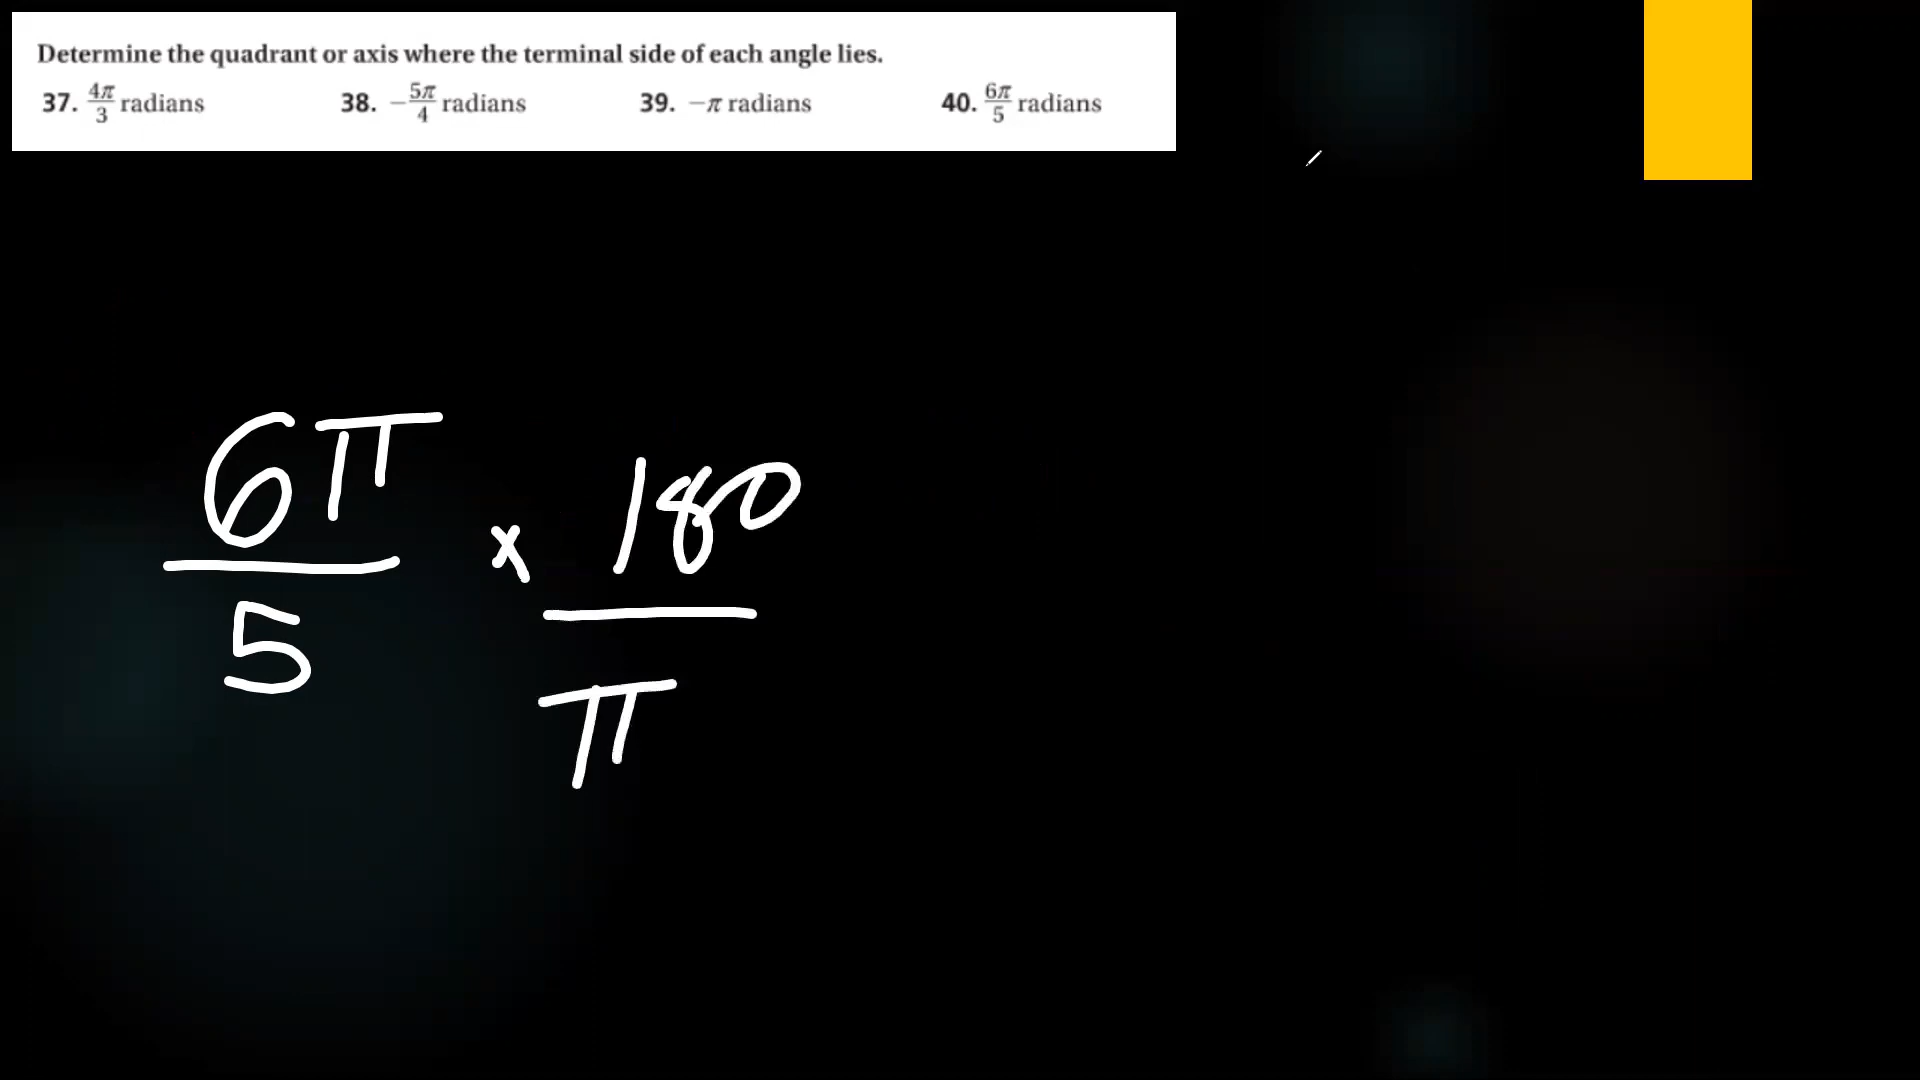 Determine the quadrant or axis where the terminal side of each angle lies.
37. 4π/3 radians 38. −5π/4 radians 39. −π radians 40. 6π/5 radians
6π/5 x 180/π